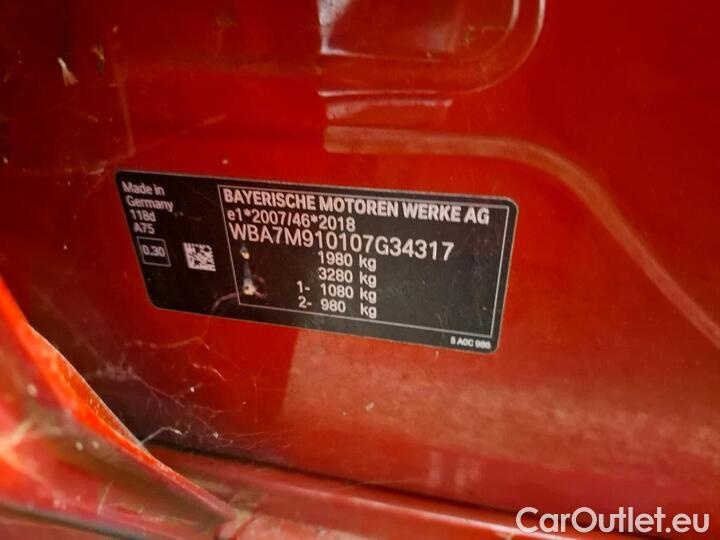 Made in
Germany
118d
A75
0.30
BAYERISCHE MOTOREN WERKE AG
e1*2007/46*2018
WBA7M910107G34317
1980 kg
3280 kg
1- 1080 kg
2- 980 kg
5 A0C 986
CarOutlet.eu